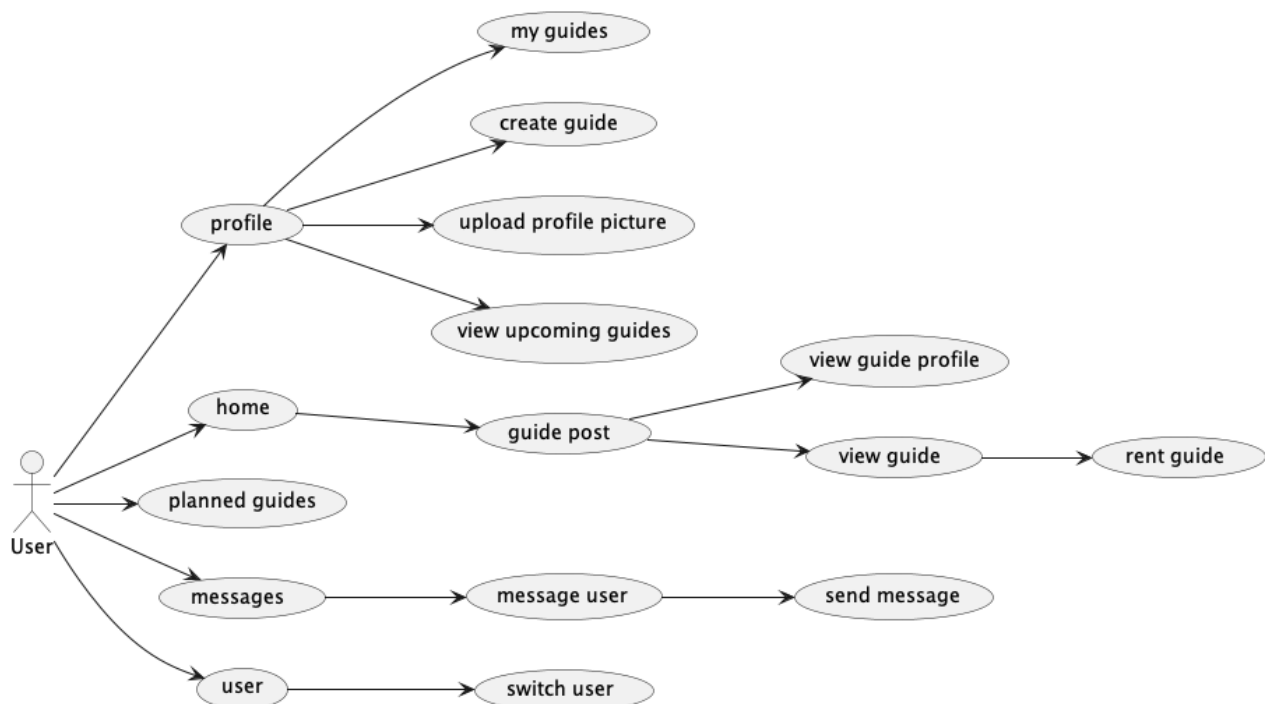 my guides
create guide
profile
upload profile picture
view upcoming guides
view guide profile
home
guide post
view guide
rent guide
planned guides
User
messages
message user
send message
user
switch user